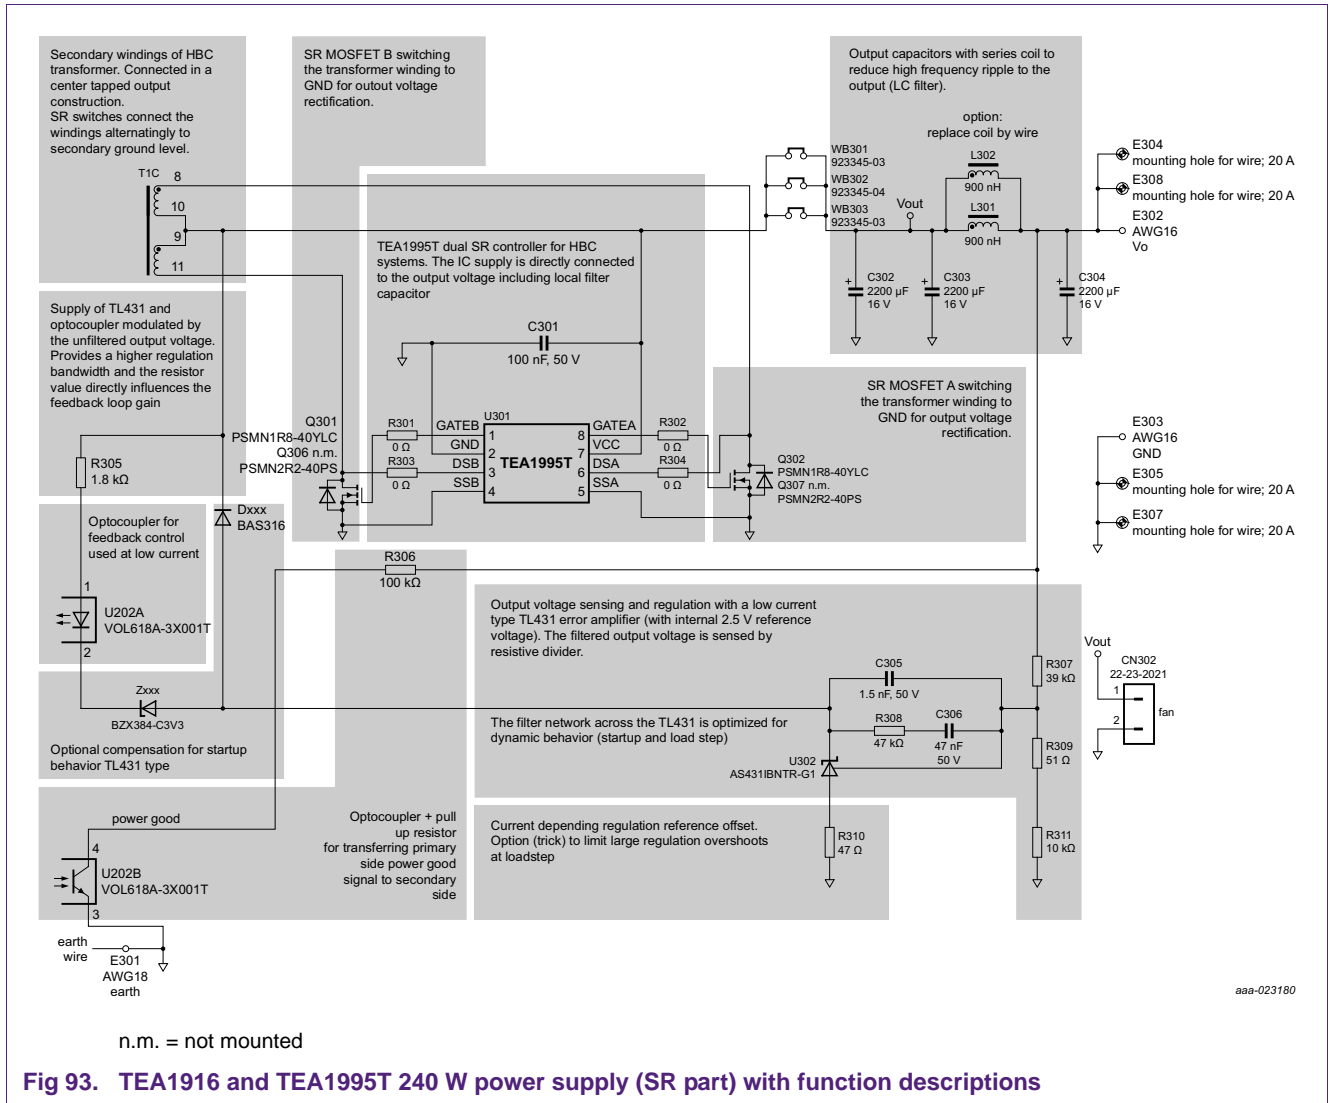 Secondary windings of HBC
transformer. Connected in a
center tapped output
construction.
SR switches connect the
windings alternatingly to
secondary ground level.
SR MOSFET B switching
the transformer winding to
GND for outout voltage
rectification.
Output capacitors with series coil to
reduce high frequency ripple to the
output (LC filter).
option:
replace coil by wire
T1C
8
10
9
11
WB301
923345-03
WB302
923345-04
WB303
923345-03
Vout
L302
900 nH
L301
900 nH
E304
mounting hole for wire; 20 A
E308
mounting hole for wire; 20 A
E302
AWG16
Vo
TEA1995T dual SR controller for HBC
systems. The IC supply is directly connected
to the output voltage including local filter
capacitor
+
C302
2200 µF
16 V
+
C303
2200 µF
16 V
+
C304
2200 µF
16 V
Supply of TL431 and
optocoupler modulated by
the unfiltered output voltage.
Provides a higher regulation
bandwidth and the resistor
value directly influences the
feedback loop gain
C301
100 nF, 50 V
SR MOSFET A switching
the transformer winding to
GND for output voltage
rectification.
Q301
PSMN1R8-40YLC
Q306 n.m.
PSMN2R2-40PS
R301
0 Ω
R303
0 Ω
GATEB
GND
DSB
SSB
U301
1
2
3
4
TEA1995T
8
7
6
5
GATEA
VCC
DSA
SSA
R302
0 Ω
R304
0 Ω
Q302
PSMN1R8-40YLC
Q307 n.m.
PSMN2R2-40PS
E303
AWG16
GND
E305
mounting hole for wire; 20 A
E307
mounting hole for wire; 20 A
R305
1.8 kΩ
Dxxx
BAS316
Optocoupler for
feedback control
used at low current
1
U202A
VOL618A-3X001T
2
R306
100 kΩ
Output voltage sensing and regulation with a low current
type TL431 error amplifier (with internal 2.5 V reference
voltage). The filtered output voltage is sensed by
resistive divider.
C305
1.5 nF, 50 V
R307
39 kΩ
Vout
CN302
22-23-2021
1
2
fan
Zxxx
BZX384-C3V3
Optional compensation for startup
behavior TL431 type
The filter network across the TL431 is optimized for
dynamic behavior (startup and load step)
R308
47 kΩ
C306
47 nF
50 V
U302
AS431IBNTR-G1
R309
51 Ω
power good
Optocoupler + pull
up resistor
for transferring primary
side power good
signal to secondary
side
Current depending regulation reference offset.
Option (trick) to limit large regulation overshoots
at loadstep
R310
47 Ω
R311
10 kΩ
4
U202B
VOL618A-3X001T
3
earth
wire
E301
AWG18
earth
aaa-023180
n.m. = not mounted
Fig 93. TEA1916 and TEA1995T 240 W power supply (SR part) with function descriptions